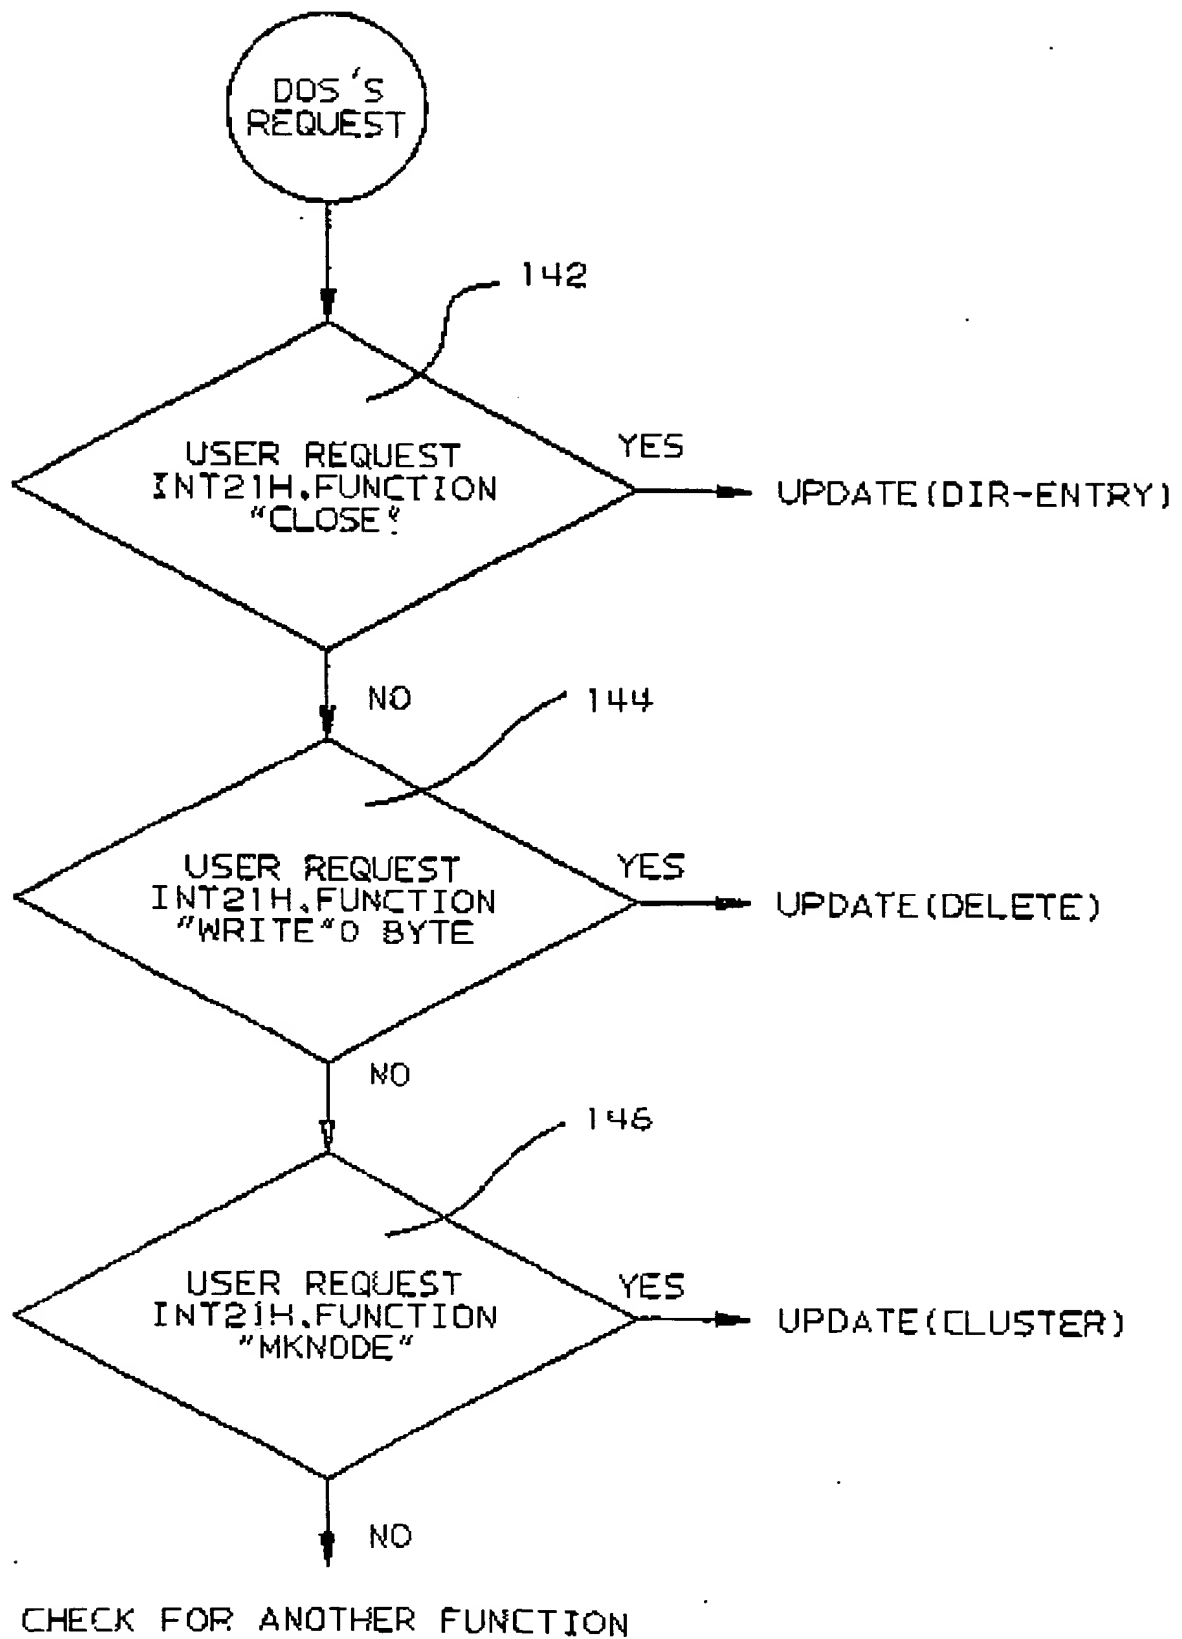 DOS'S
REQUEST
142
USER REQUEST
INT21H.FUNCTION
"CLOSE"
YES
UPDATE(DIR-ENTRY)
NO
144
USER REQUEST
INT21H.FUNCTION
"WRITE"0 BYTE
YES
UPDATE(DELETE)
NO
146
USER REQUEST
INT21H.FUNCTION
"MKNODE"
YES
UPDATE(CLUSTER)
NO
CHECK FOR ANOTHER FUNCTION